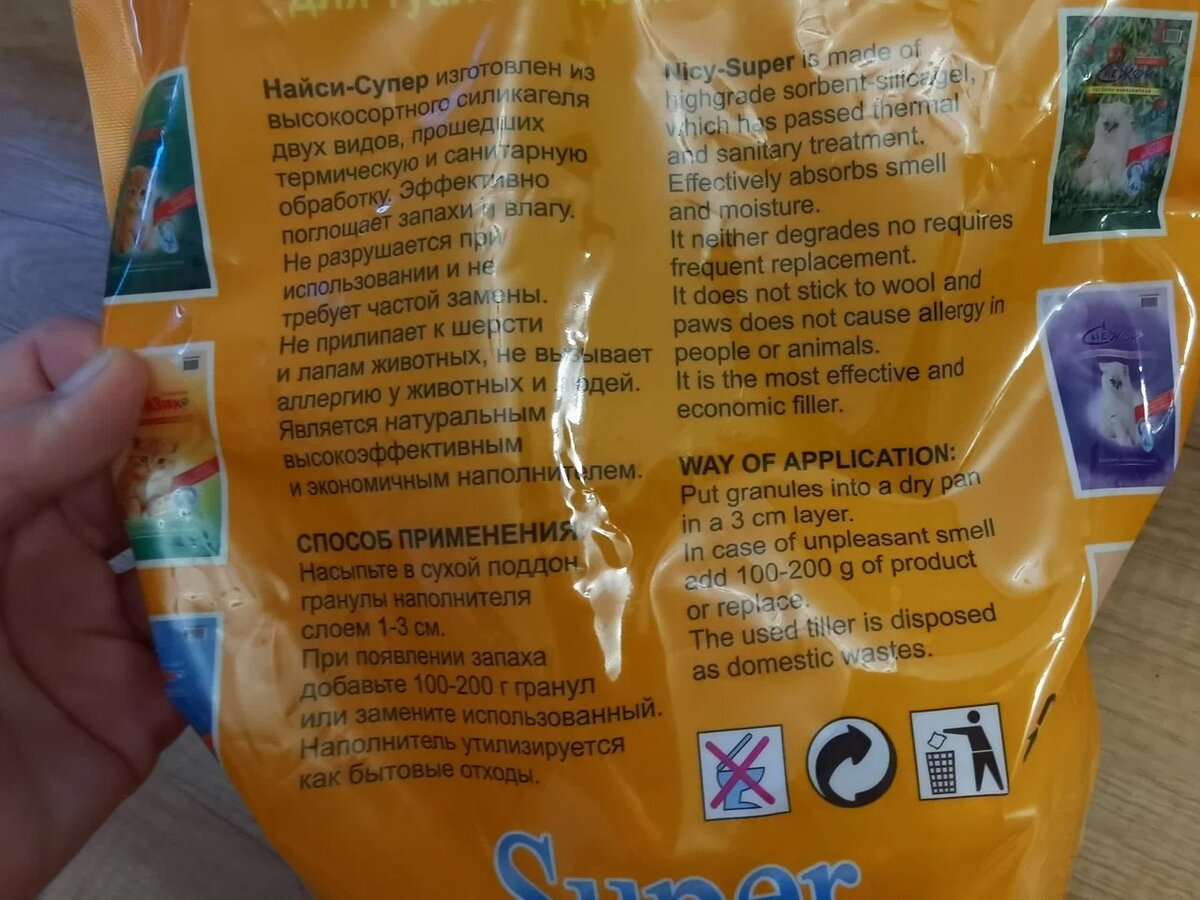 для
Найси-Супер изготовлен из
высокосортного силикагеля
двух видов, прошедших
термическую и санитарную
обработку. Эффективно
поглощает запахи и влагу.
Не разрушается при
использовании и не
требует частой замены.
Не прилипает к шерсти
и лапам животных, не вызывает
аллергию у животных и людей.
Является натуральным
высокоэффективным
и экономичным наполнителем.
СПОСОБ ПРИМЕНЕНИЯ:
Насыпьте в сухой поддон
гранулы наполнителя
слоем 1-3 см.
При появлении запаха
добавьте 100-200 г гранул
или замените использованный.
Наполнитель утилизируется
как бытовые отходы.
Nicy-Super is made of
highgrade sorbent-silicagel,
which has passed thermal
and sanitary treatment.
Effectively absorbs smell
and moisture.
It neither degrades no requires
frequent replacement.
It does not stick to wool and
paws does not cause allergy in
people or animals.
It is the most effective and
economic filler.
WAY OF APPLICATION:
Put granules into a dry pan
in a 3 cm layer.
In case of unpleasant smell
add 100-200 g of product
or replace.
The used tiller is disposed
as domestic wastes.
Снежок
Снежок
Super